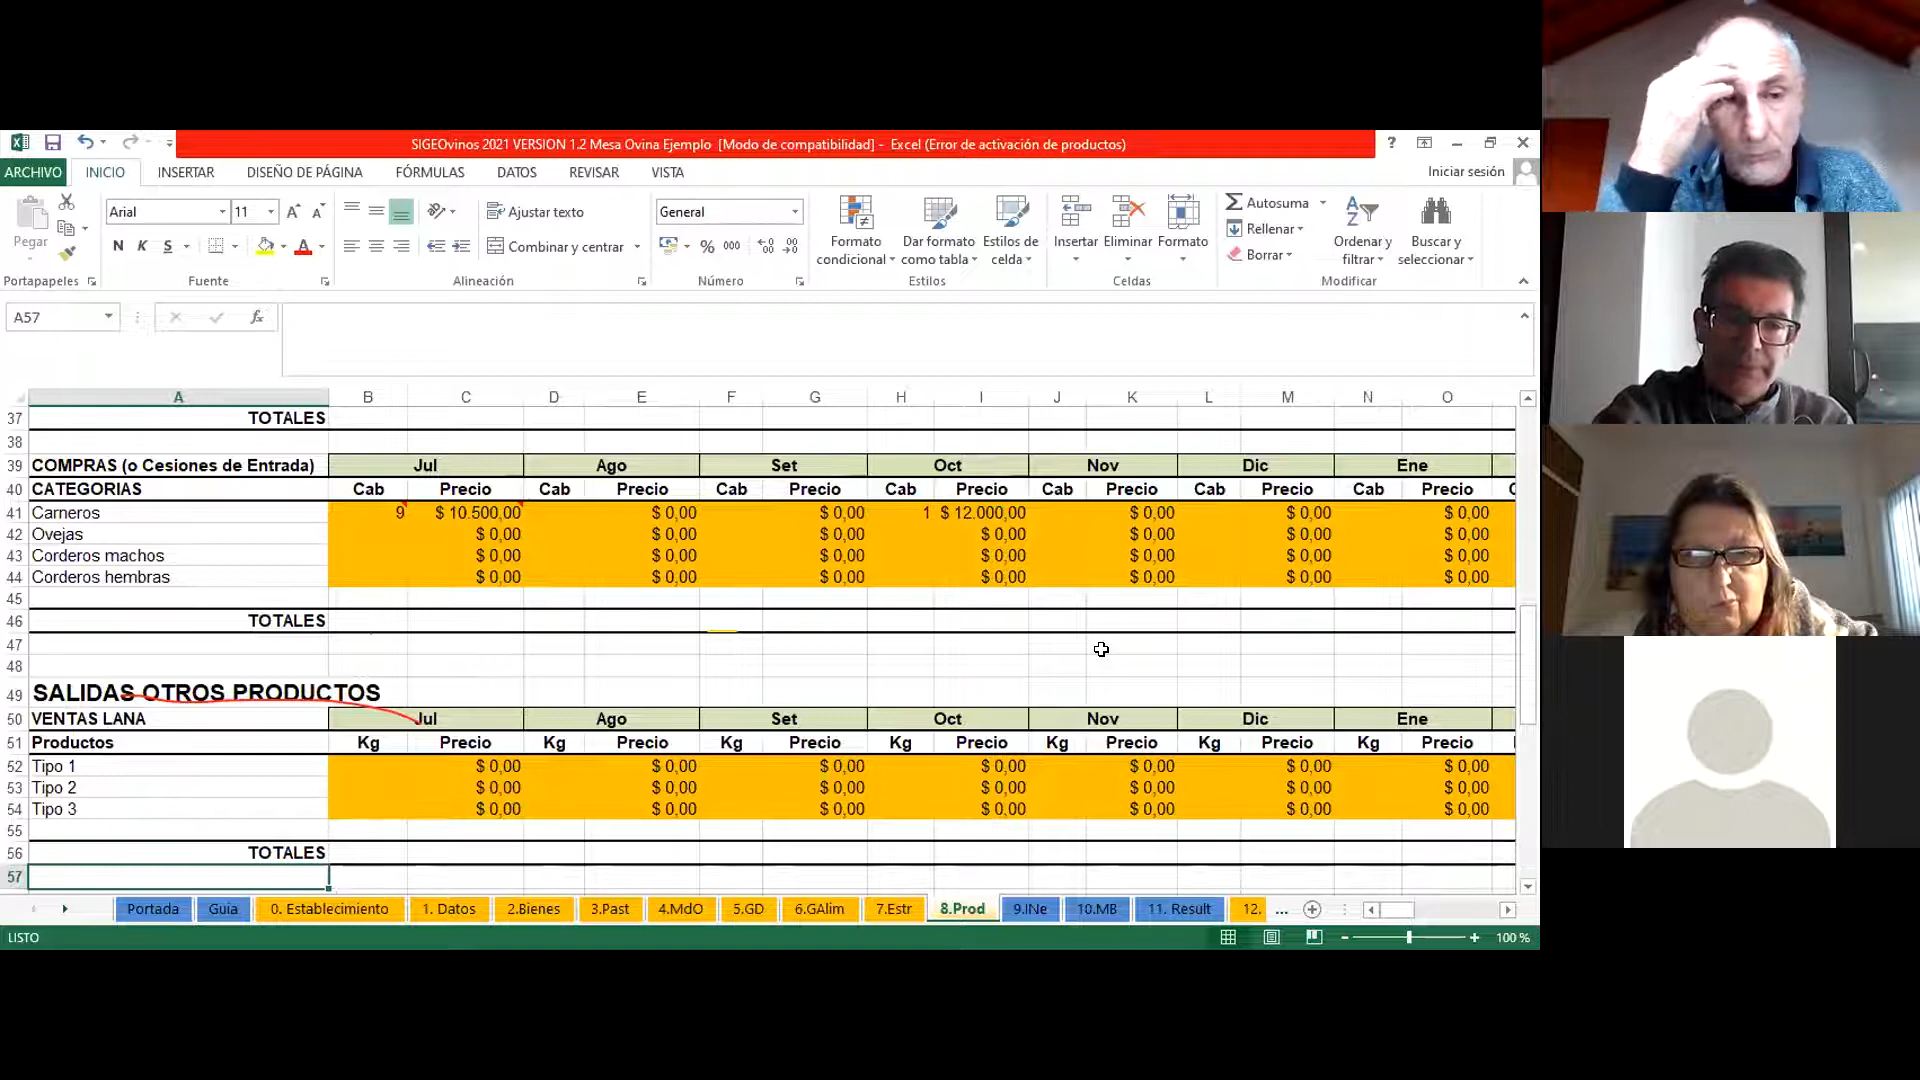 SIGEOvinos 2021 VERSION 1.2 Mesa Ovina Ejemplo [Modo de compatibilidad] - Excel (Error de activación de productos)
ARCHIVO INICIO INSERTAR DISEÑO DE PÁGINA FÓRMULAS DATOS REVISAR VISTA Iniciar sesión
Pegar Arial 11 Ajustar texto General Formato condicional Dar formato como tabla Estilos de celda Insertar Eliminar Formato Autosuma Rellenar Borrar Ordenar y filtrar Buscar y seleccionar
N K S Combinar y centrar % 000
Portapapeles Fuente Alineación Número Estilos Celdas Modificar
A57 fx
A B C D E F G H I J K L M N O
37 TOTALES
38
39 COMPRAS (o Cesiones de Entrada) Jul Ago Set Oct Nov Dic Ene
40 CATEGORIAS Cab Precio Cab Precio Cab Precio Cab Precio Cab Precio Cab Precio Cab Precio
41 Carneros 9 $ 10.500,00 $ 0,00 $ 0,00 1 $ 12.000,00 $ 0,00 $ 0,00 $ 0,00
42 Ovejas $ 0,00 $ 0,00 $ 0,00 $ 0,00 $ 0,00 $ 0,00 $ 0,00
43 Corderos machos $ 0,00 $ 0,00 $ 0,00 $ 0,00 $ 0,00 $ 0,00 $ 0,00
44 Corderos hembras $ 0,00 $ 0,00 $ 0,00 $ 0,00 $ 0,00 $ 0,00 $ 0,00
45
46 TOTALES
47
48
49 SALIDAS OTROS PRODUCTOS
50 VENTAS LANA Jul Ago Set Oct Nov Dic Ene
51 Productos Kg Precio Kg Precio Kg Precio Kg Precio Kg Precio Kg Precio Kg Precio
52 Tipo 1 $ 0,00 $ 0,00 $ 0,00 $ 0,00 $ 0,00 $ 0,00 $ 0,00
53 Tipo 2 $ 0,00 $ 0,00 $ 0,00 $ 0,00 $ 0,00 $ 0,00 $ 0,00
54 Tipo 3 $ 0,00 $ 0,00 $ 0,00 $ 0,00 $ 0,00 $ 0,00 $ 0,00
55
56 TOTALES
57
Portada Guia 0. Establecimiento 1. Datos 2.Bienes 3.Past 4.MdO 5.GD 6.GAlim 7.Estr 8.Prod 9.INe 10.MB 11. Result 12. ...
LISTO 100 %